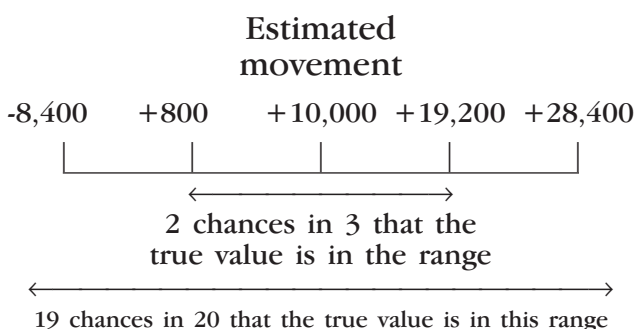 Estimated
movement
-8,400 +800 +10,000 +19,200 +28,400
2 chances in 3 that the
true value is in the range
19 chances in 20 that the true value is in this range